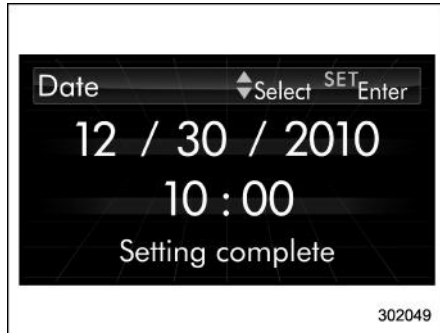 Date Select SET Enter
12 / 30 / 2010
10 : 00
Setting complete
302049